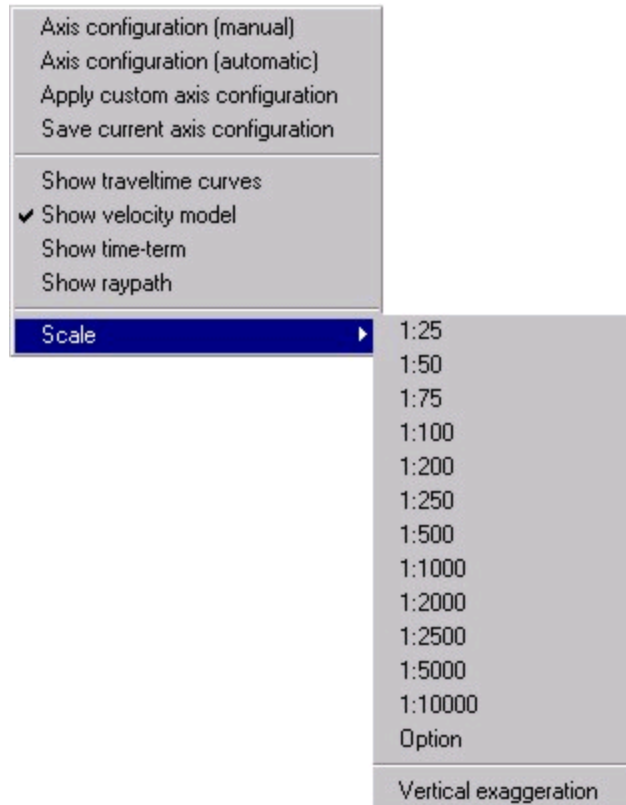 Axis configuration (manual)
Axis configuration (automatic)
Apply custom axis configuration
Save current axis configuration
Show traveltime curves
Show velocity model
Show time-term
Show raypath
Scale
1:25
1:50
1:75
1:100
1:200
1:250
1:500
1:1000
1:2000
1:2500
1:5000
1:10000
Option
Vertical exaggeration